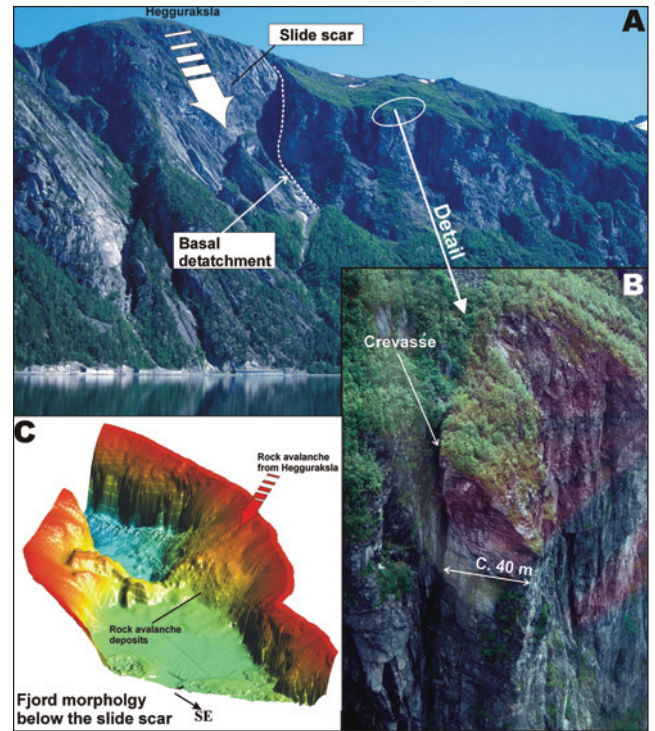 Hegguraksla
A
Slide scar
Basal
detatchment
Detail
B
Crevasse
C. 40 m
C
Rock avalanche
from Hegguraksla
Rock avalanche
deposits
Fjord morpholgy
below the slide scar
SE